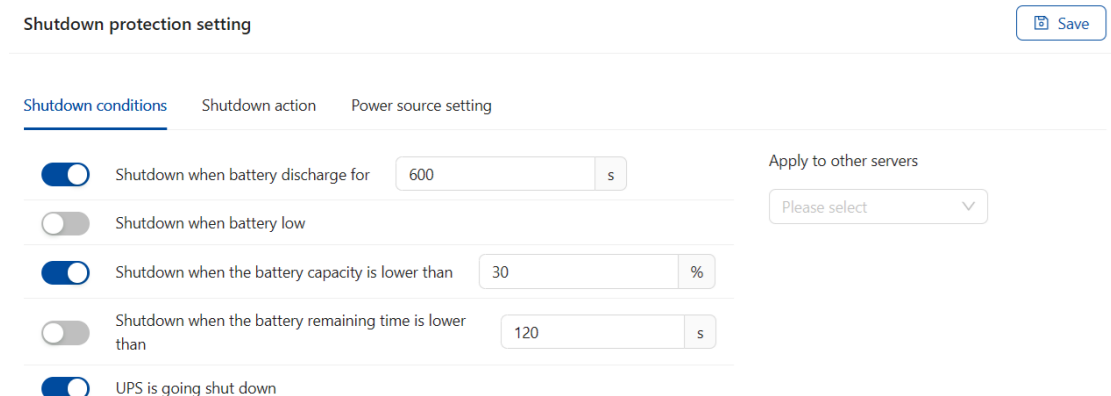 Shutdown protection setting
Save
Shutdown conditions
Shutdown action
Power source setting
Shutdown when battery discharge for
600
s
Apply to other servers
Please select
Shutdown when battery low
Shutdown when the battery capacity is lower than
30
%
Shutdown when the battery remaining time is lower
than
120
s
UPS is going shut down